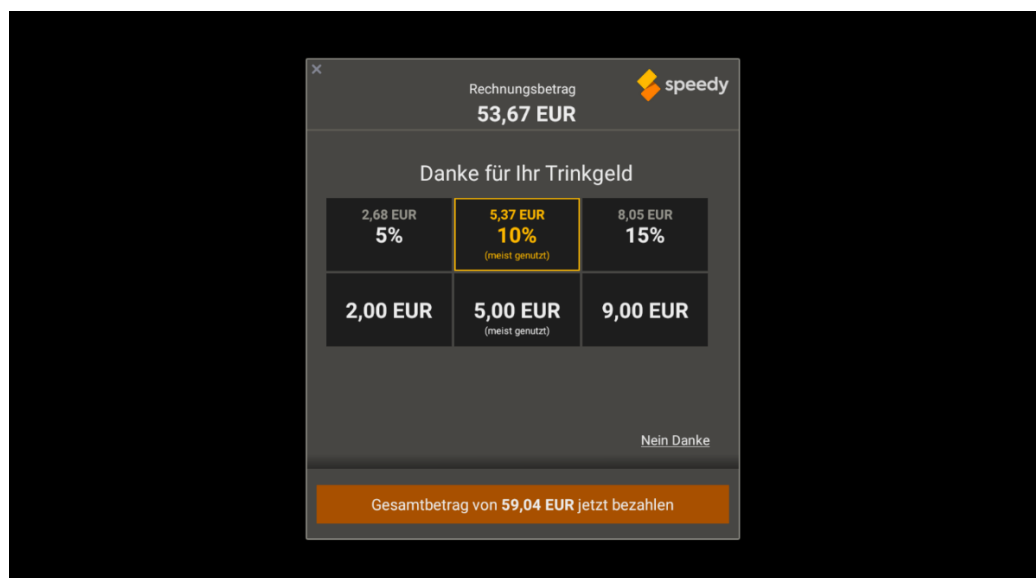 ×
speedy
Rechnungsbetrag
53,67 EUR
Danke für Ihr Trinkgeld
2,68 EUR
5%
5,37 EUR
10%
(meist genutzt)
8,05 EUR
15%
2,00 EUR
5,00 EUR
(meist genutzt)
9,00 EUR
Nein Danke
Gesamtbetrag von 59,04 EUR jetzt bezahlen